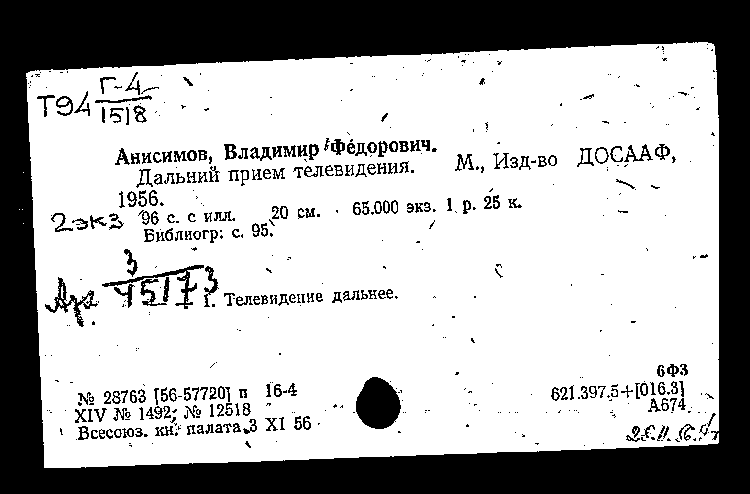 Т94 Г-4
1518
Анисимов, Владимир Фёдорович.
Дальний прием телевидения. М., Изд-во ДОСААФ,
1956.
2экз 96 с. с илл. 20 см. 65.000 экз. 1 р. 25 к.
Библиогр: с. 95.
3
I. Телевидение дальнее.
6Ф3
№ 28763 [56-57720] п 16-4
621.397.5+[016.3]
XIV № 1492; № 12518
А674
Всесоюз. кн. палата 3 XI 56